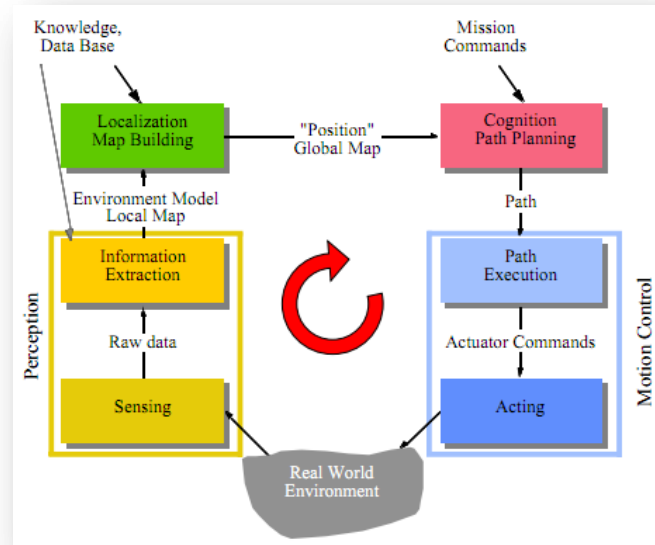 Knowledge,
Data Base
Mission
Commands
Localization
Map Building
"Position"
Global Map
Cognition
Path Planning
Environment Model
Local Map
Path
Perception
Information
Extraction
Path
Execution
Motion Control
Raw data
Actuator Commands
Sensing
Acting
Real World
Environment